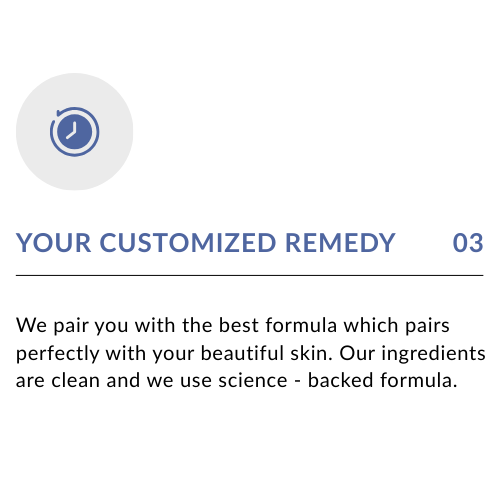 YOUR CUSTOMIZED REMEDY 03
We pair you with the best formula which pairs
perfectly with your beautiful skin. Our ingredients
are clean and we use science - backed formula.